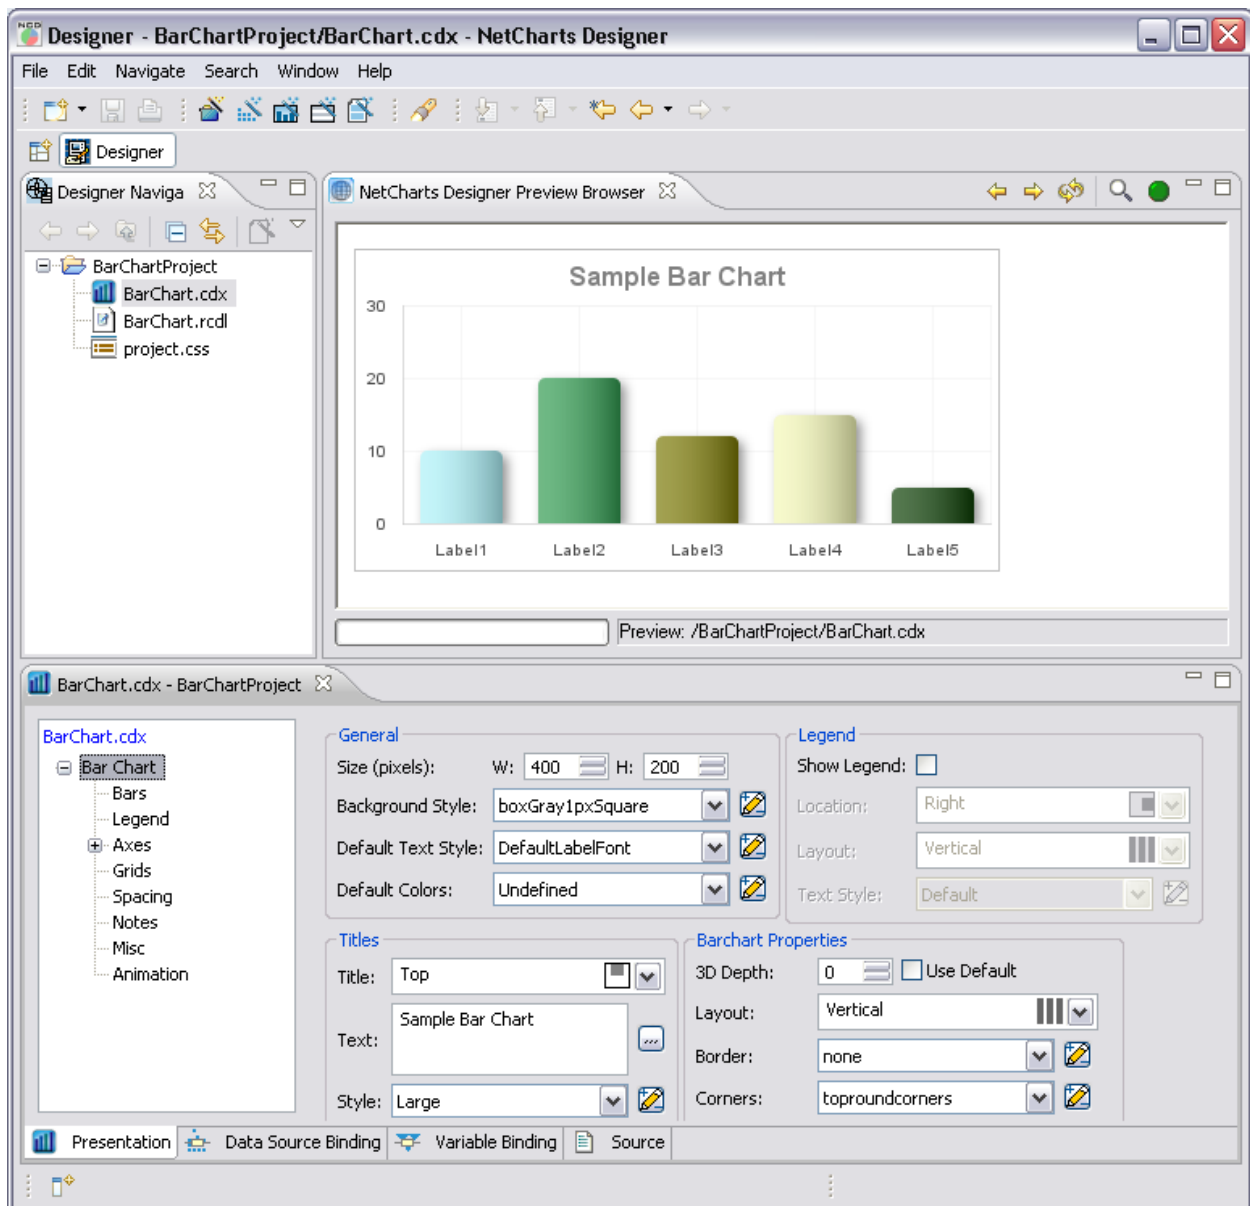 NCD
Designer - BarChartProject/BarChart.cdx - NetCharts Designer
File Edit Navigate Search Window Help
Designer
Designer Naviga
NetCharts Designer Preview Browser
BarChartProject
BarChart.cdx
BarChart.rcdl
project.css
Sample Bar Chart
30
20
10
0
Label1 Label2 Label3 Label4 Label5
Preview: /BarChartProject/BarChart.cdx
BarChart.cdx - BarChartProject
BarChart.cdx
Bar Chart
Bars
Legend
Axes
Grids
Spacing
Notes
Misc
Animation
General
Size (pixels): W: 400 H: 200
Background Style: boxGray1pxSquare
Default Text Style: DefaultLabelFont
Default Colors: Undefined
Legend
Show Legend:
Location: Right
Layout: Vertical
Text Style: Default
Titles
Title: Top
Text: Sample Bar Chart
...
Style: Large
Barchart Properties
3D Depth: 0 Use Default
Layout: Vertical
Border: none
Corners: toproundcorners
Presentation Data Source Binding Variable Binding Source